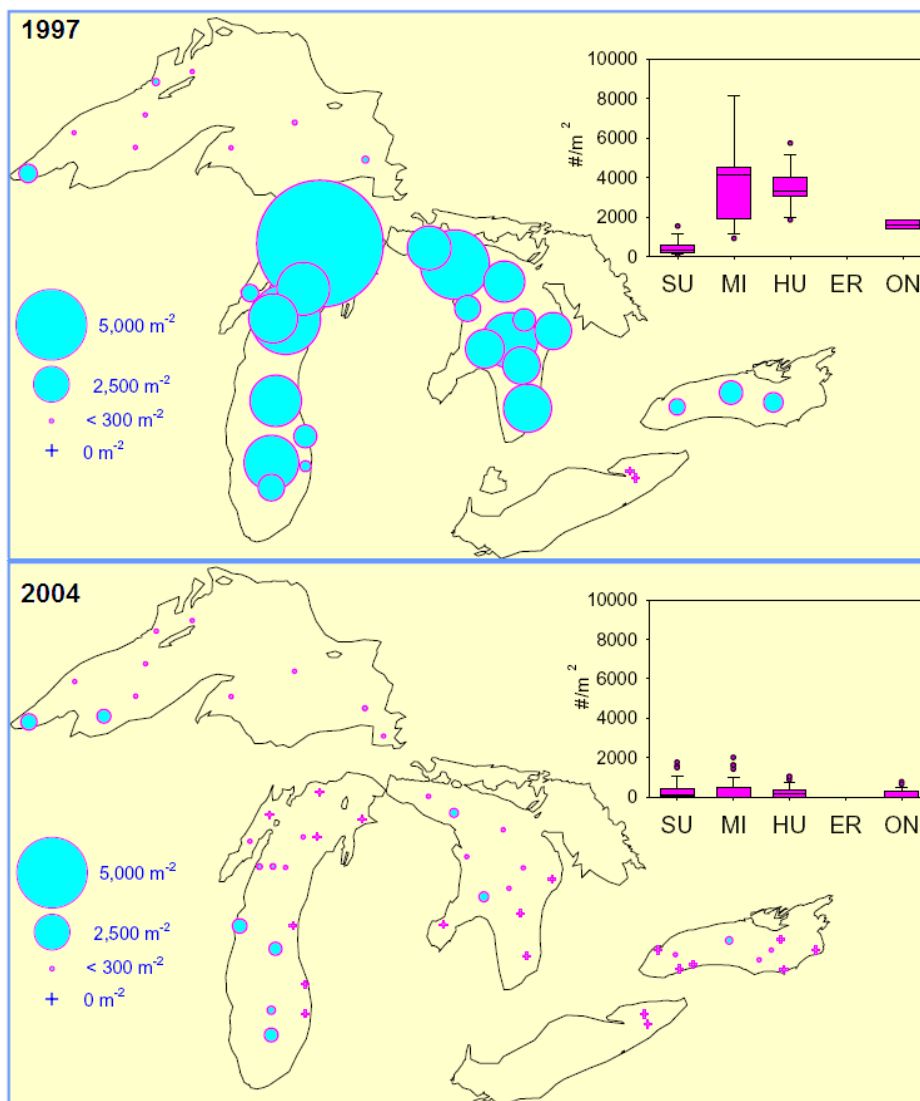 1997
10000
8000
6000
4000
2000
0
#/m²
SU MI HU ER ON
5,000 m⁻²
2,500 m⁻²
< 300 m⁻²
0 m⁻²
2004
10000
8000
6000
4000
2000
0
#/m²
SU MI HU ER ON
5,000 m⁻²
2,500 m⁻²
< 300 m⁻²
0 m⁻²